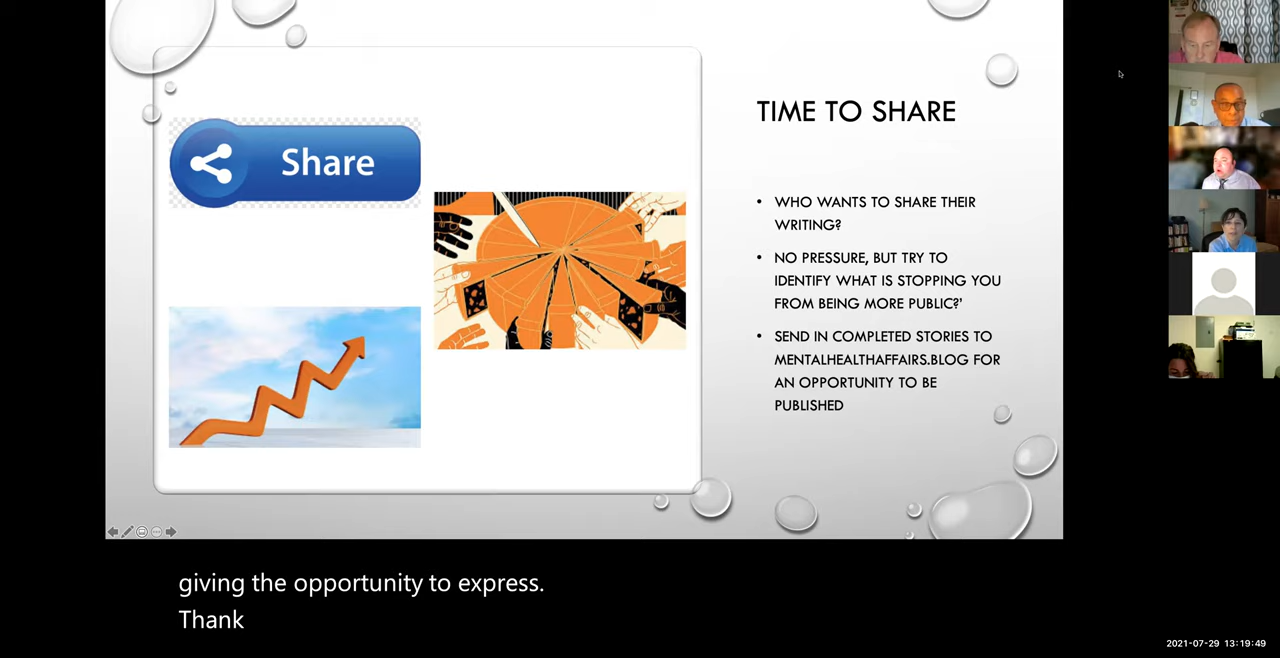 Share
TIME TO SHARE
• WHO WANTS TO SHARE THEIR
WRITING?
• NO PRESSURE, BUT TRY TO
IDENTIFY WHAT IS STOPPING YOU
FROM BEING MORE PUBLIC?'
• SEND IN COMPLETED STORIES TO
MENTALHEALTHAFFAIRS.BLOG FOR
AN OPPORTUNITY TO BE
PUBLISHED
giving the opportunity to express.
Thank
2021-07-29 13:19:49